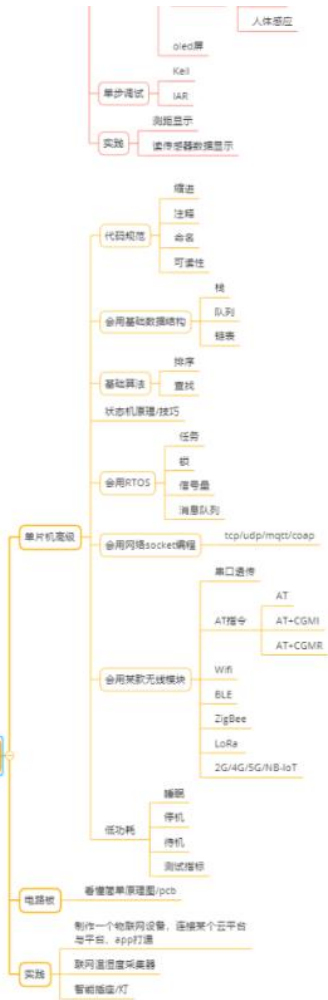 人体感应
oled屏
单步调试
Keil
IAR
实践
测距显示
读传感器数据显示
代码规范
缩进
注释
命名
可读性
会用基础数据结构
栈
队列
链表
基础算法
排序
查找
状态机原理/技巧
会用RTOS
任务
锁
信号量
消息队列
单片机高级
会用网络socket编程
tcp/udp/mqtt/coap
会用某款无线模块
串口透传
AT指令
AT
AT+CGMI
AT+CGMR
Wifi
BLE
ZigBee
LoRa
2G/4G/5G/NB-IoT
低功耗
睡眠
停机
待机
测试指标
电路板
看懂简单原理图/pcb
实践
制作一个物联网设备，连接某个云平台
与平台、app打通
联网温湿度采集器
智能插座/灯